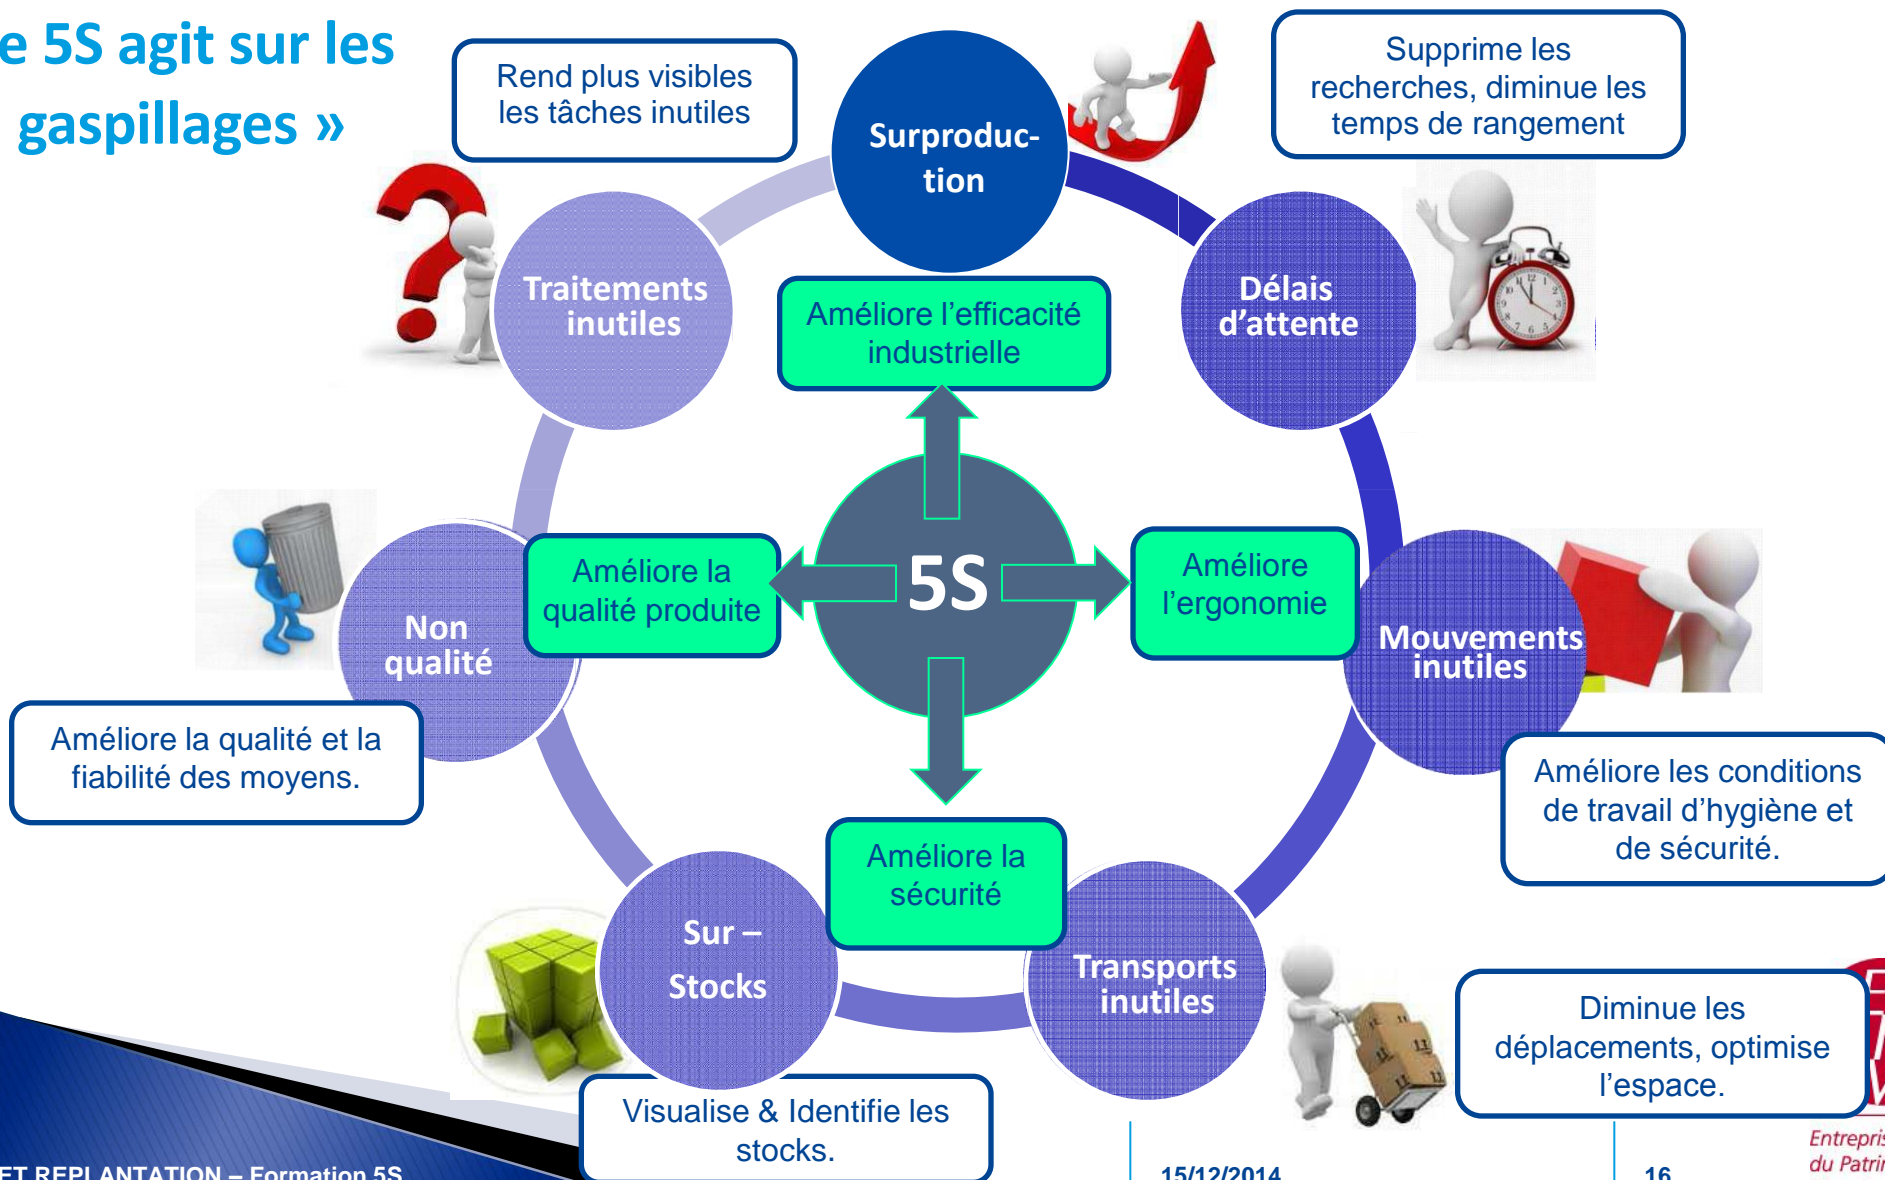 e 5S agit sur les
gaspillages »
Rend plus visibles
les tâches inutiles
Surproduc-
tion
Supprime les
recherches, diminue les
temps de rangement
Traitements
inutiles
Améliore l’efficacité
industrielle
Délais
d’attente
Non
qualité
Améliore la
qualité produite
5S
Améliore
l’ergonomie
Mouvements
inutiles
Améliore la qualité et la
fiabilité des moyens.
Améliore les conditions
de travail d’hygiène et
de sécurité.
Améliore la
sécurité
Sur –
Stocks
Transports
inutiles
Diminue les
déplacements, optimise
l’espace.
Visualise & Identifie les
stocks.
ET REPLANTATION – Formation 5S
15/12/2014
16
Entrepris
du Patrim